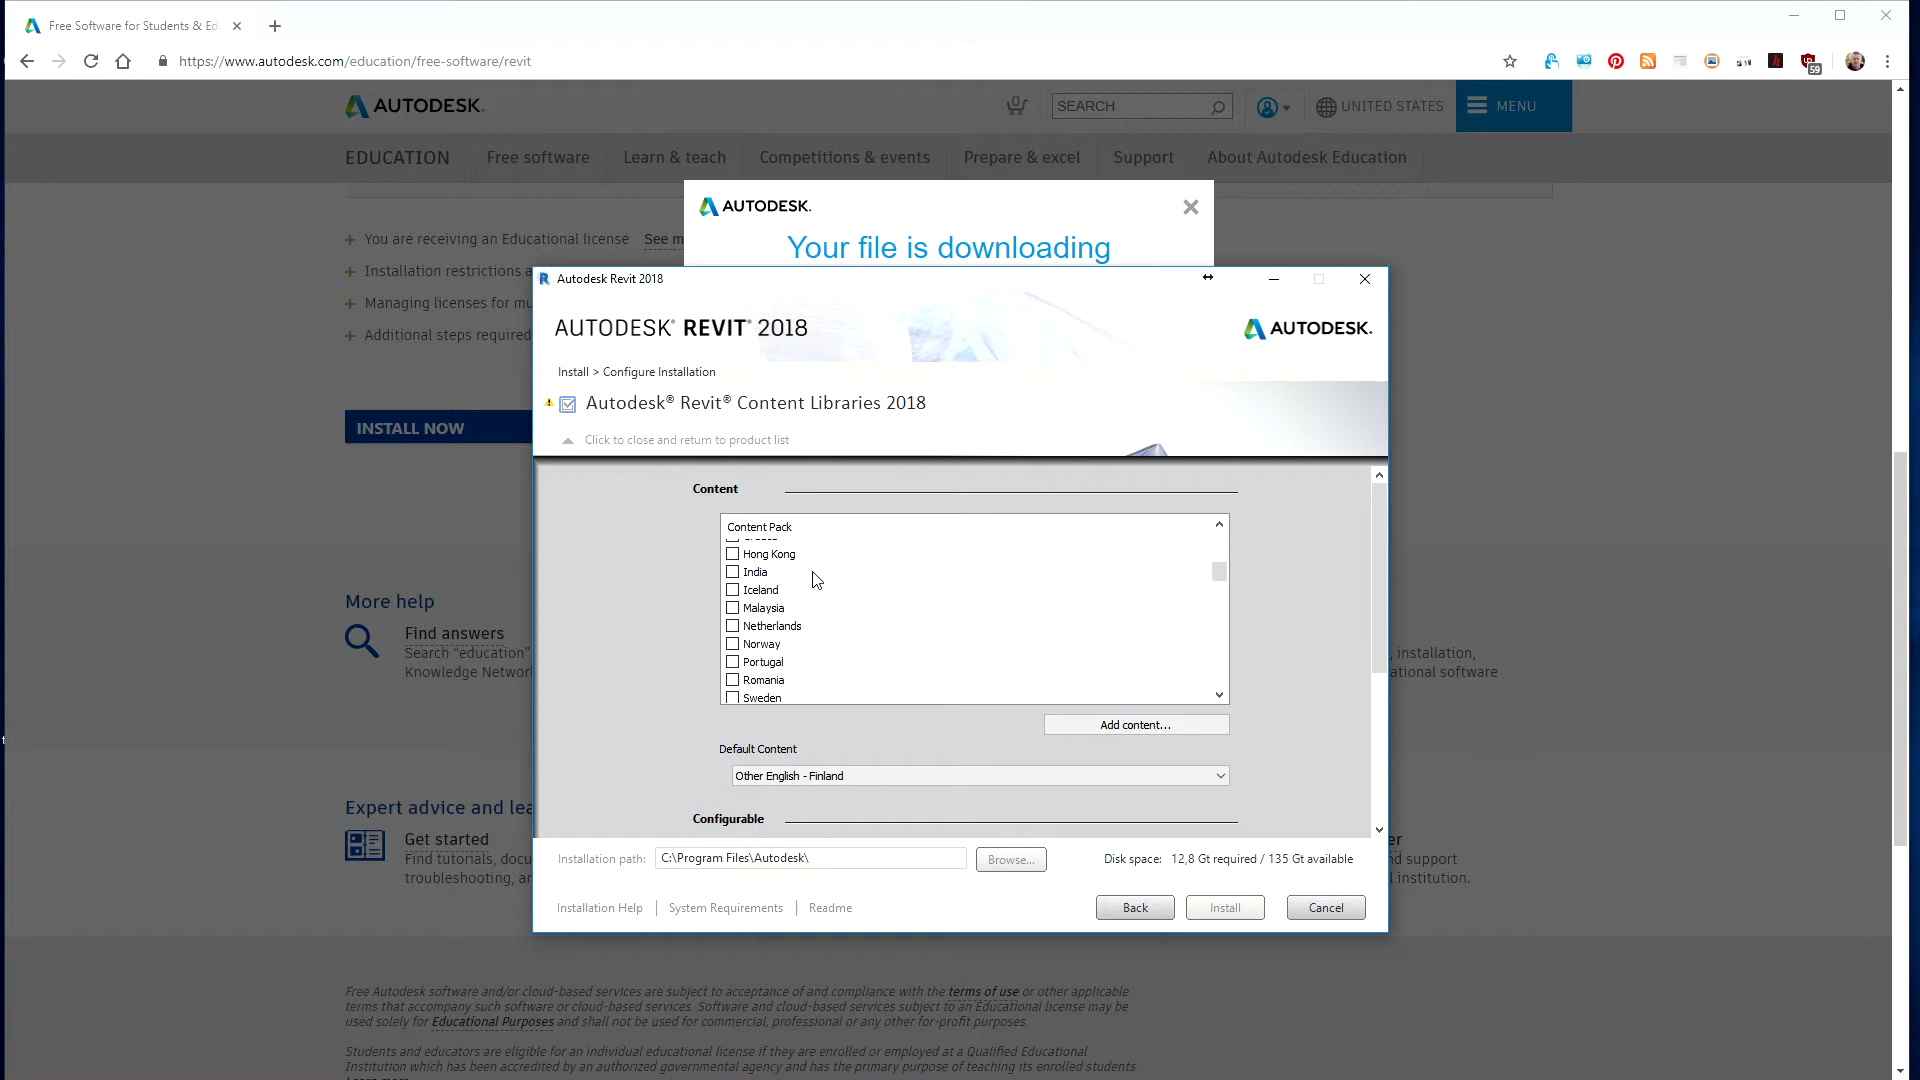 Free Software for Students & Ed
https://www.autodesk.com/education/free-software/revit
59
AUTODESK.
0
SEARCH
UNITED STATES
MENU
EDUCATION
Free software
Learn & teach
Competitions & events
Prepare & excel
Support
About Autodesk Education
AUTODESK.
Your file is downloading
You are receiving an Educational license See m
Installation restrictions a
Managing licenses for mu
Additional steps required
INSTALL NOW
Autodesk Revit 2018
AUTODESK® REVIT® 2018
AUTODESK.
Install > Configure Installation
Autodesk® Revit® Content Libraries 2018
Click to close and return to product list
Content
Content Pack
Hong Kong
India
Iceland
Malaysia
Netherlands
Norway
Portugal
Romania
Sweden
Add content...
Default Content
Other English - Finland
Configurable
Installation path: C:\Program Files\Autodesk\ Browse...
Disk space: 12,8 Gt required / 135 Gt available
Installation Help
System Requirements
Readme
Back
Install
Cancel
More help
Find answers
Search “education”
Knowledge Networ
, installation,
ational software
Expert advice and lea
Get started
Find tutorials, docu
troubleshooting, an
er
nd support
l institution.
Free Autodesk software and/or cloud-based services are subject to acceptance of and compliance with the terms of use or other applicable
terms that accompany such software or cloud-based services. Software and cloud-based services subject to an Educational license may be
used solely for Educational Purposes and shall not be used for commercial, professional or any other for-profit purposes.
Students and educators are eligible for an individual educational license if they are enrolled or employed at a Qualified Educational
Institution which has been accredited by an authorized governmental agency and has the primary purpose of teaching its enrolled students.